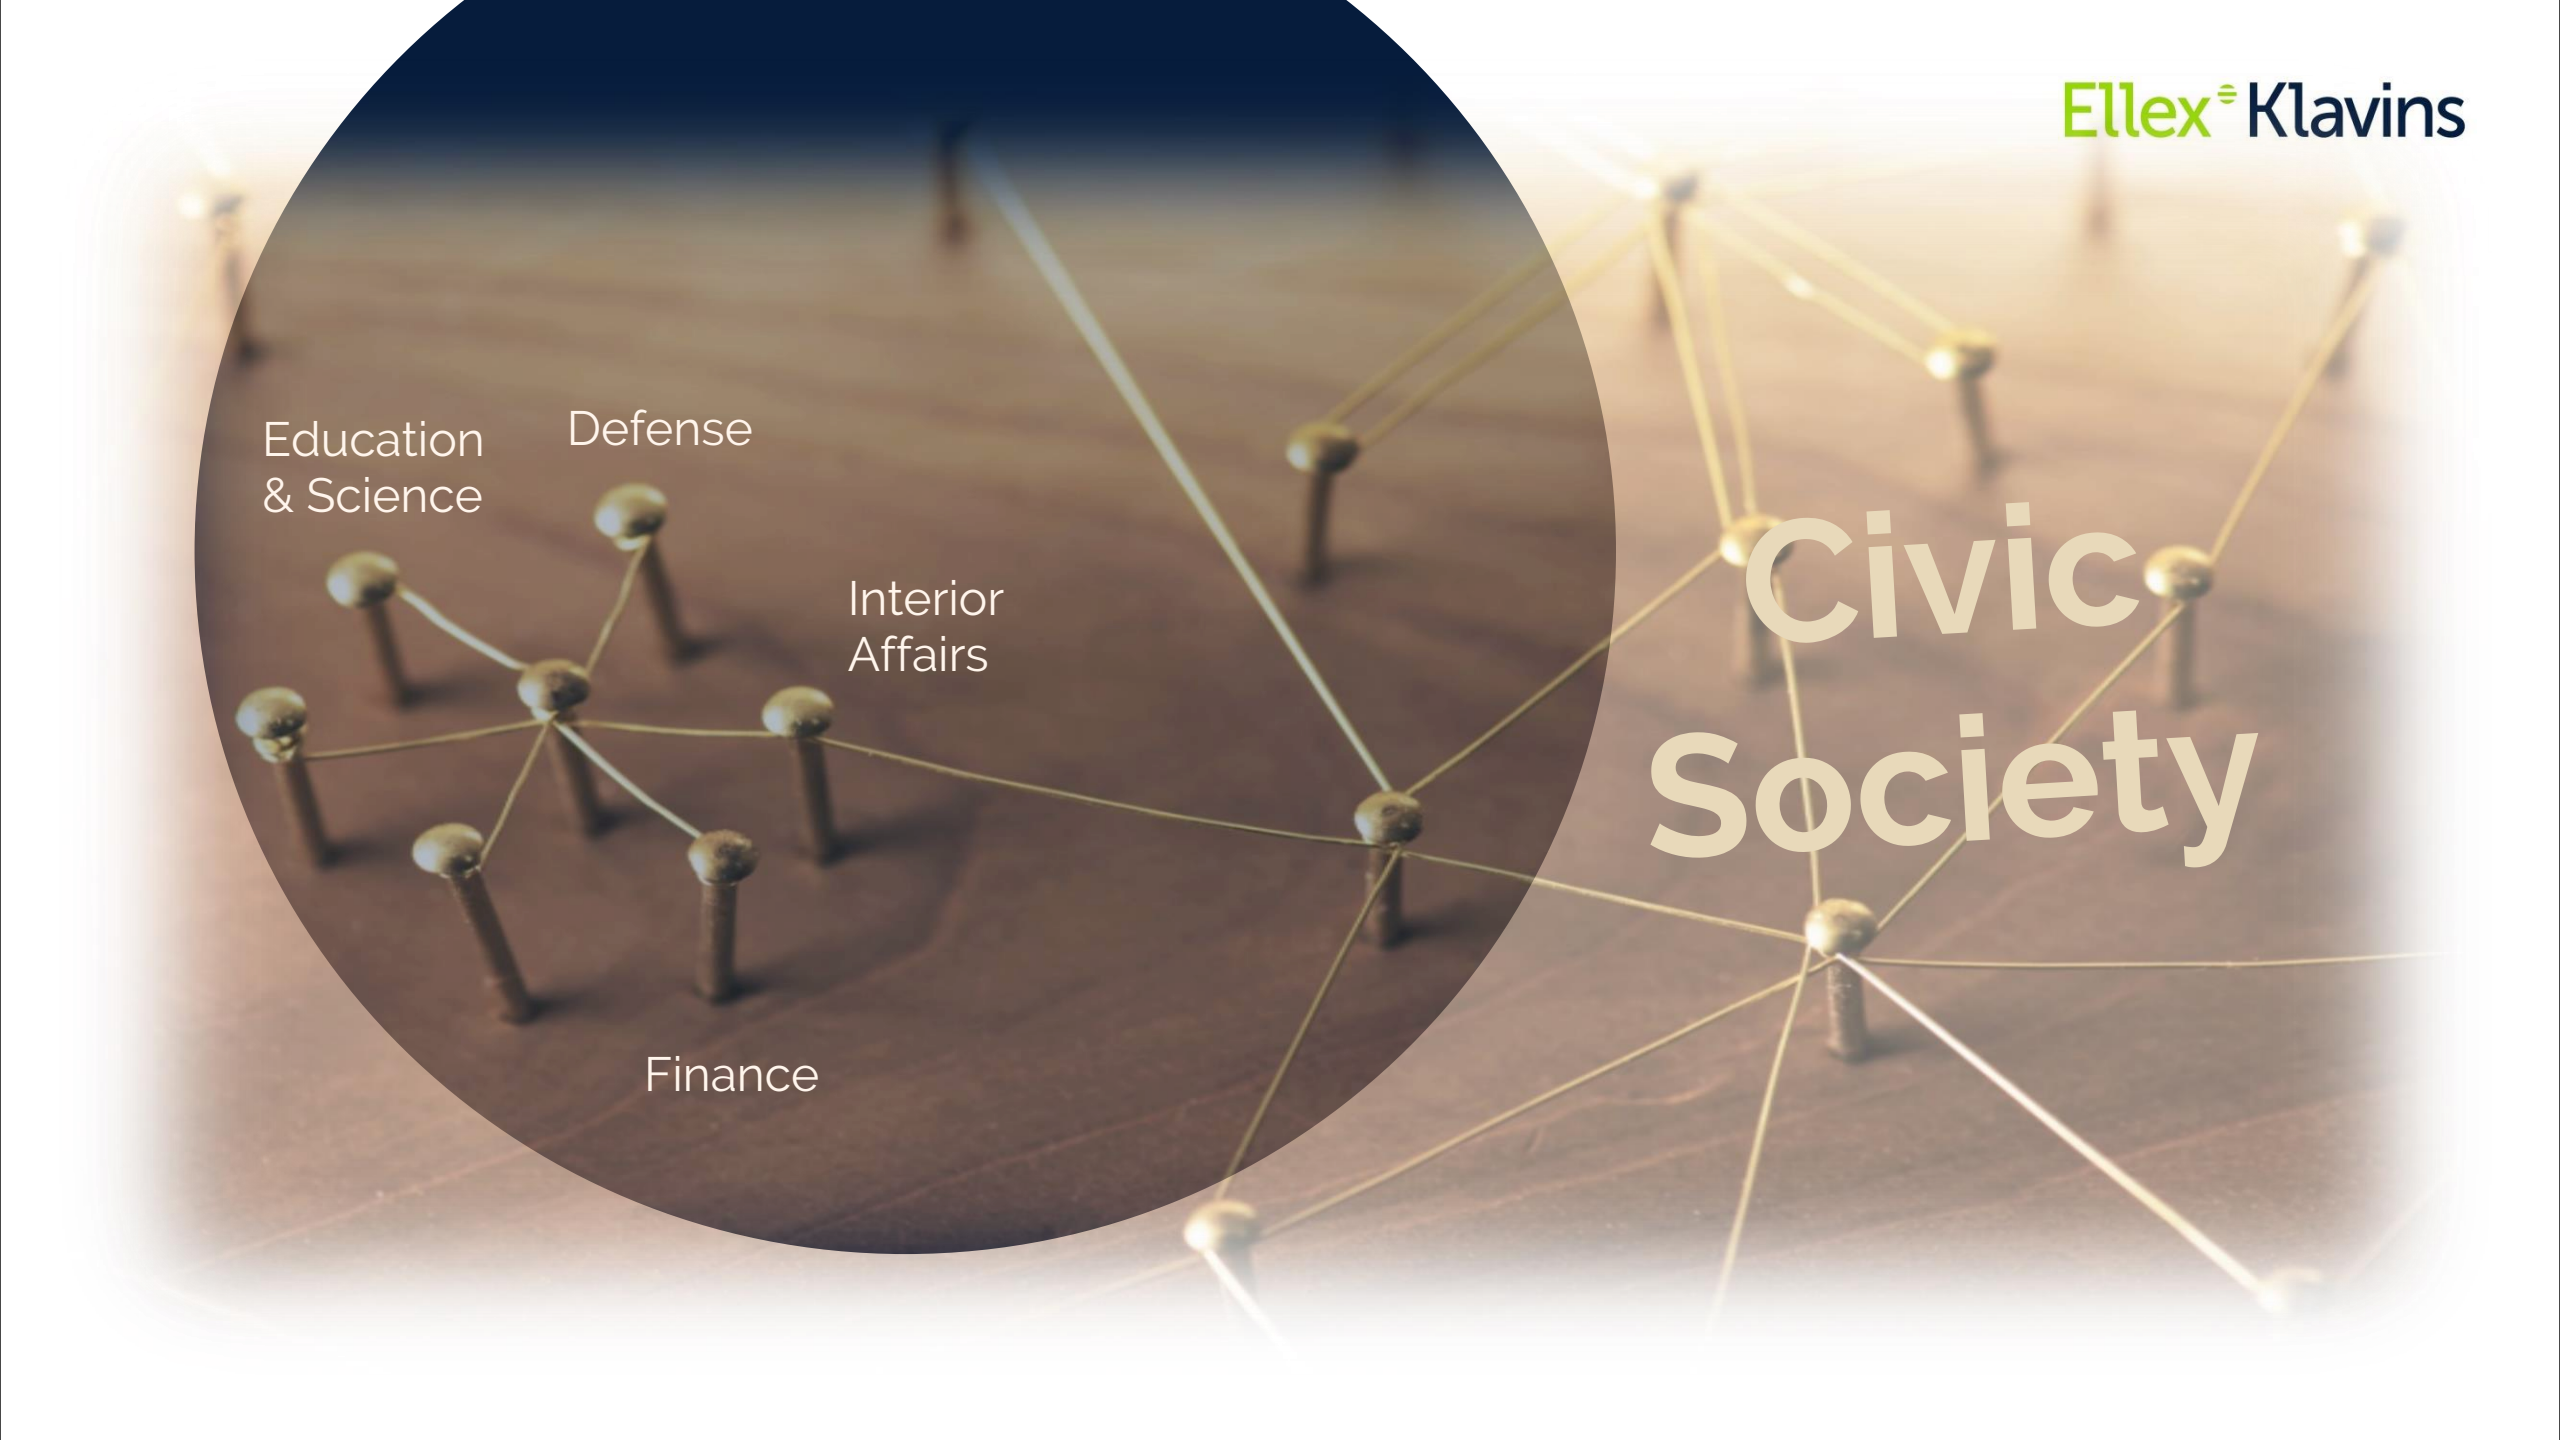 Ellex Klavins
Education
& Science
Defense
Interior
Affairs
Civic
Society
Finance